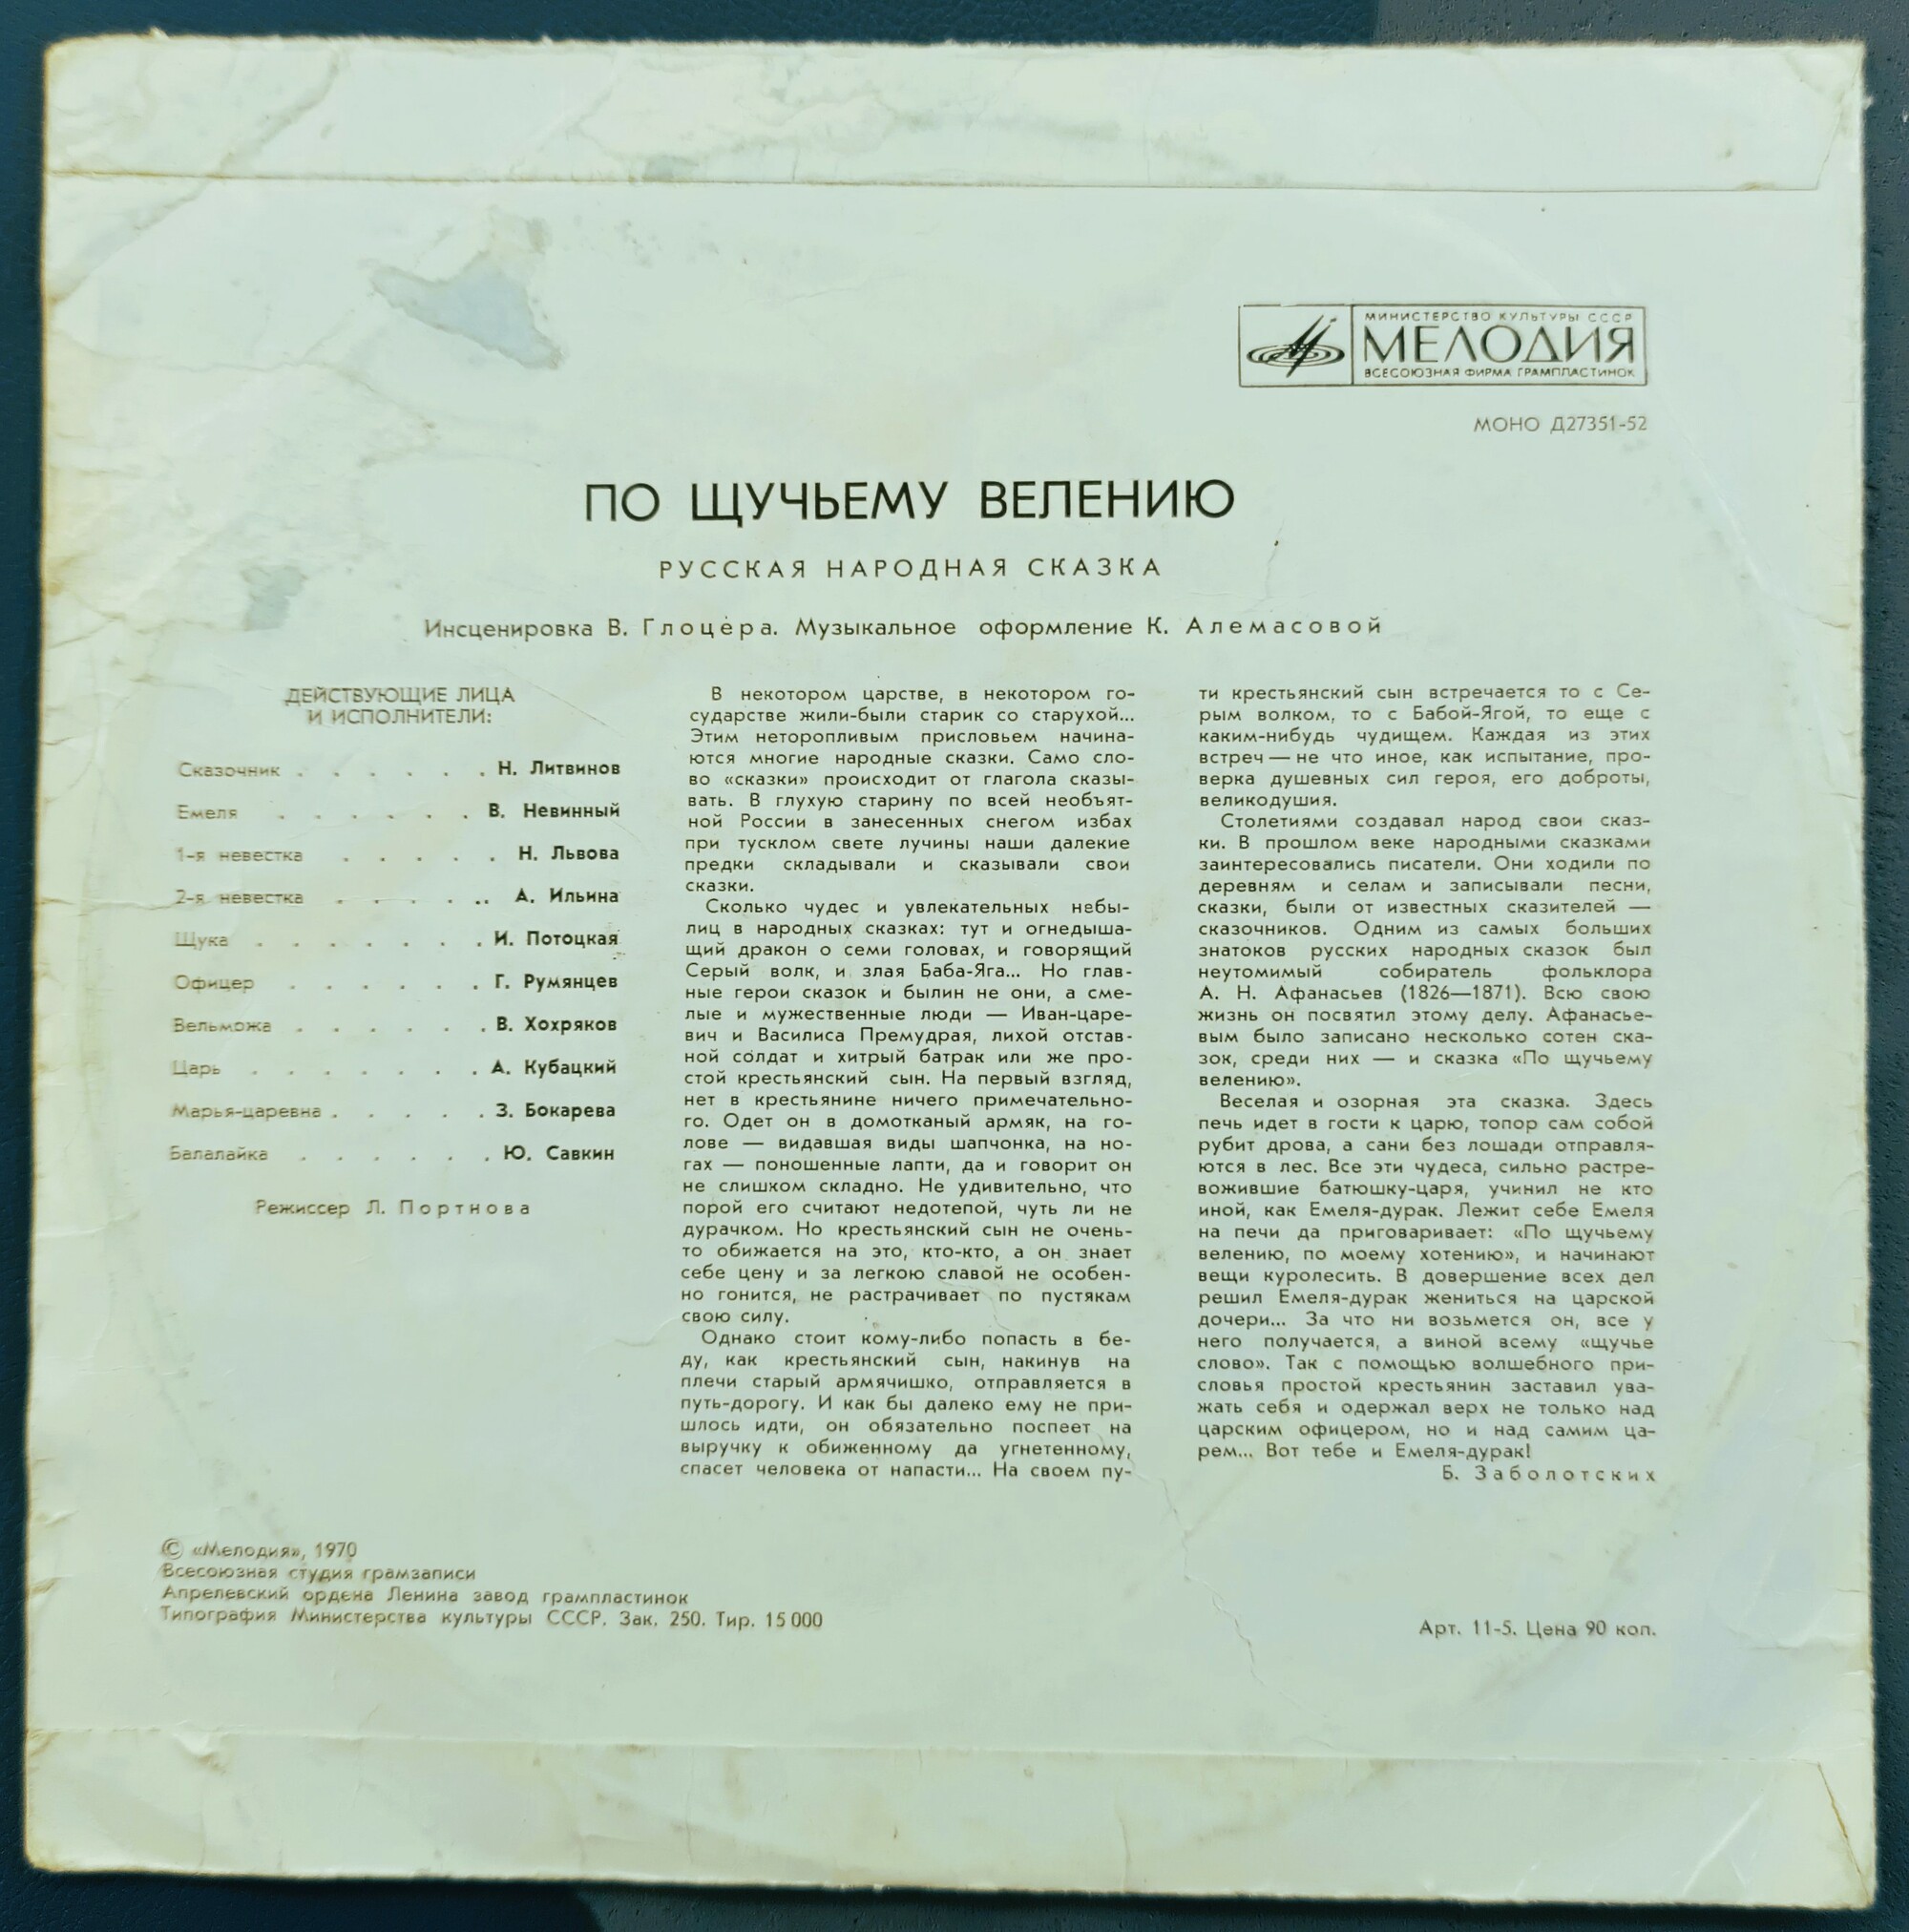 МИНИСТЕРСТВО КУЛЬТУРЫ СССР
МЕЛОДИЯ
ВСЕСОЮЗНАЯ ФИРМА ГРАМПЛАСТИНОК
МОНО Д27351-52
ПО ЩУЧЬЕМУ ВЕЛЕНИЮ
РУССКАЯ НАРОДНАЯ СКАЗКА
Инсценировка В. Глоцера. Музыкальное оформление К. Алемасовой
ДЕЙСТВУЮЩИЕ ЛИЦА
И ИСПОЛНИТЕЛИ:
Сказочник . . . . . . Н. Литвинов
Емеля . . . . . . В. Невинный
1-я невестка . . . . . Н. Львова
2-я невестка . . . . .. А. Ильина
Щука . . . . . . . И. Потоцкая
Офицер . . . . . . Г. Румянцев
Вельможа . . . . . . В. Хохряков
Царь . . . . . . . А. Кубацкий
Марья-царевна . . . . . З. Бокарева
Балалайка . . . . . . Ю. Савкин
Режиссер Л. Портнова
В некотором царстве, в некотором го-
сударстве жили-были старик со старухой...
Этим неторопливым присловьем начина-
ются многие народные сказки. Само сло-
во «сказки» происходит от глагола сказы-
вать. В глухую старину по всей необъят-
ной России в занесенных снегом избах
при тусклом свете лучины наши далекие
предки складывали и сказывали свои
сказки.
Сколько чудес и увлекательных небы-
лиц в народных сказках: тут и огнедыша-
щий дракон о семи головах, и говорящий
Серый волк, и злая Баба-Яга... Но глав-
ные герои сказок и былин не они, а сме-
лые и мужественные люди — Иван-царе-
вич и Василиса Премудрая, лихой отстав-
ной солдат и хитрый батрак или же про-
стой крестьянский сын. На первый взгляд,
нет в крестьянине ничего примечательно-
го. Одет он в домотканый армяк, на го-
лове — видавшая виды шапчонка, на но-
гах — поношенные лапти, да и говорит он
не слишком складно. Не удивительно, что
порой его считают недотепой, чуть ли не
дурачком. Но крестьянский сын не очень-
то обижается на это, кто-кто, а он знает
себе цену и за легкою славой не особен-
но гонится, не растрачивает по пустякам
свою силу.
Однако стоит кому-либо попасть в бе-
ду, как крестьянский сын, накинув на
плечи старый армячишко, отправляется в
путь-дорогу. И как бы далеко ему не при-
шлось идти, он обязательно поспеет на
выручку к обиженному да угнетенному,
спасет человека от напасти... На своем пу-
ти крестьянский сын встречается то с Се-
рым волком, то с Бабой-Ягой, то еще с
каким-нибудь чудищем. Каждая из этих
встреч — не что иное, как испытание, про-
верка душевных сил героя, его доброты,
великодушия.
Столетиями создавал народ свои сказ-
ки. В прошлом веке народными сказками
заинтересовались писатели. Они ходили по
деревням и селам и записывали песни,
сказки, были от известных сказителей —
сказочников. Одним из самых больших
знатоков русских народных сказок был
неутомимый собиратель фольклора
А. Н. Афанасьев (1826—1871). Всю свою
жизнь он посвятил этому делу. Афанасье-
вым было записано несколько сотен ска-
зок, среди них — и сказка «По щучьему
велению».
Веселая и озорная эта сказка. Здесь
печь идет в гости к царю, топор сам собой
рубит дрова, а сани без лошади отправля-
ются в лес. Все эти чудеса, сильно растре-
вожившие батюшку-царя, учинил не кто
иной, как Емеля-дурак. Лежит себе Емеля
на печи да приговаривает: «По щучьему
велению, по моему хотению», и начинают
вещи куролесить. В довершение всех дел
решил Емеля-дурак жениться на царской
дочери... За что ни возьмется он, все у
него получается, а виной всему «щучье
слово». Так с помощью волшебного при-
словья простой крестьянин заставил ува-
жать себя и одержал верх не только над
царским офицером, но и над самим ца-
рем... Вот тебе и Емеля-дурак!
Б. Заболотских
© «Мелодия», 1970
Всесоюзная студия грамзаписи
Апрелевский ордена Ленина завод грампластинок
Типография Министерства культуры СССР. Зак. 250. Тир. 15 000
Арт. 11-5. Цена 90 коп.